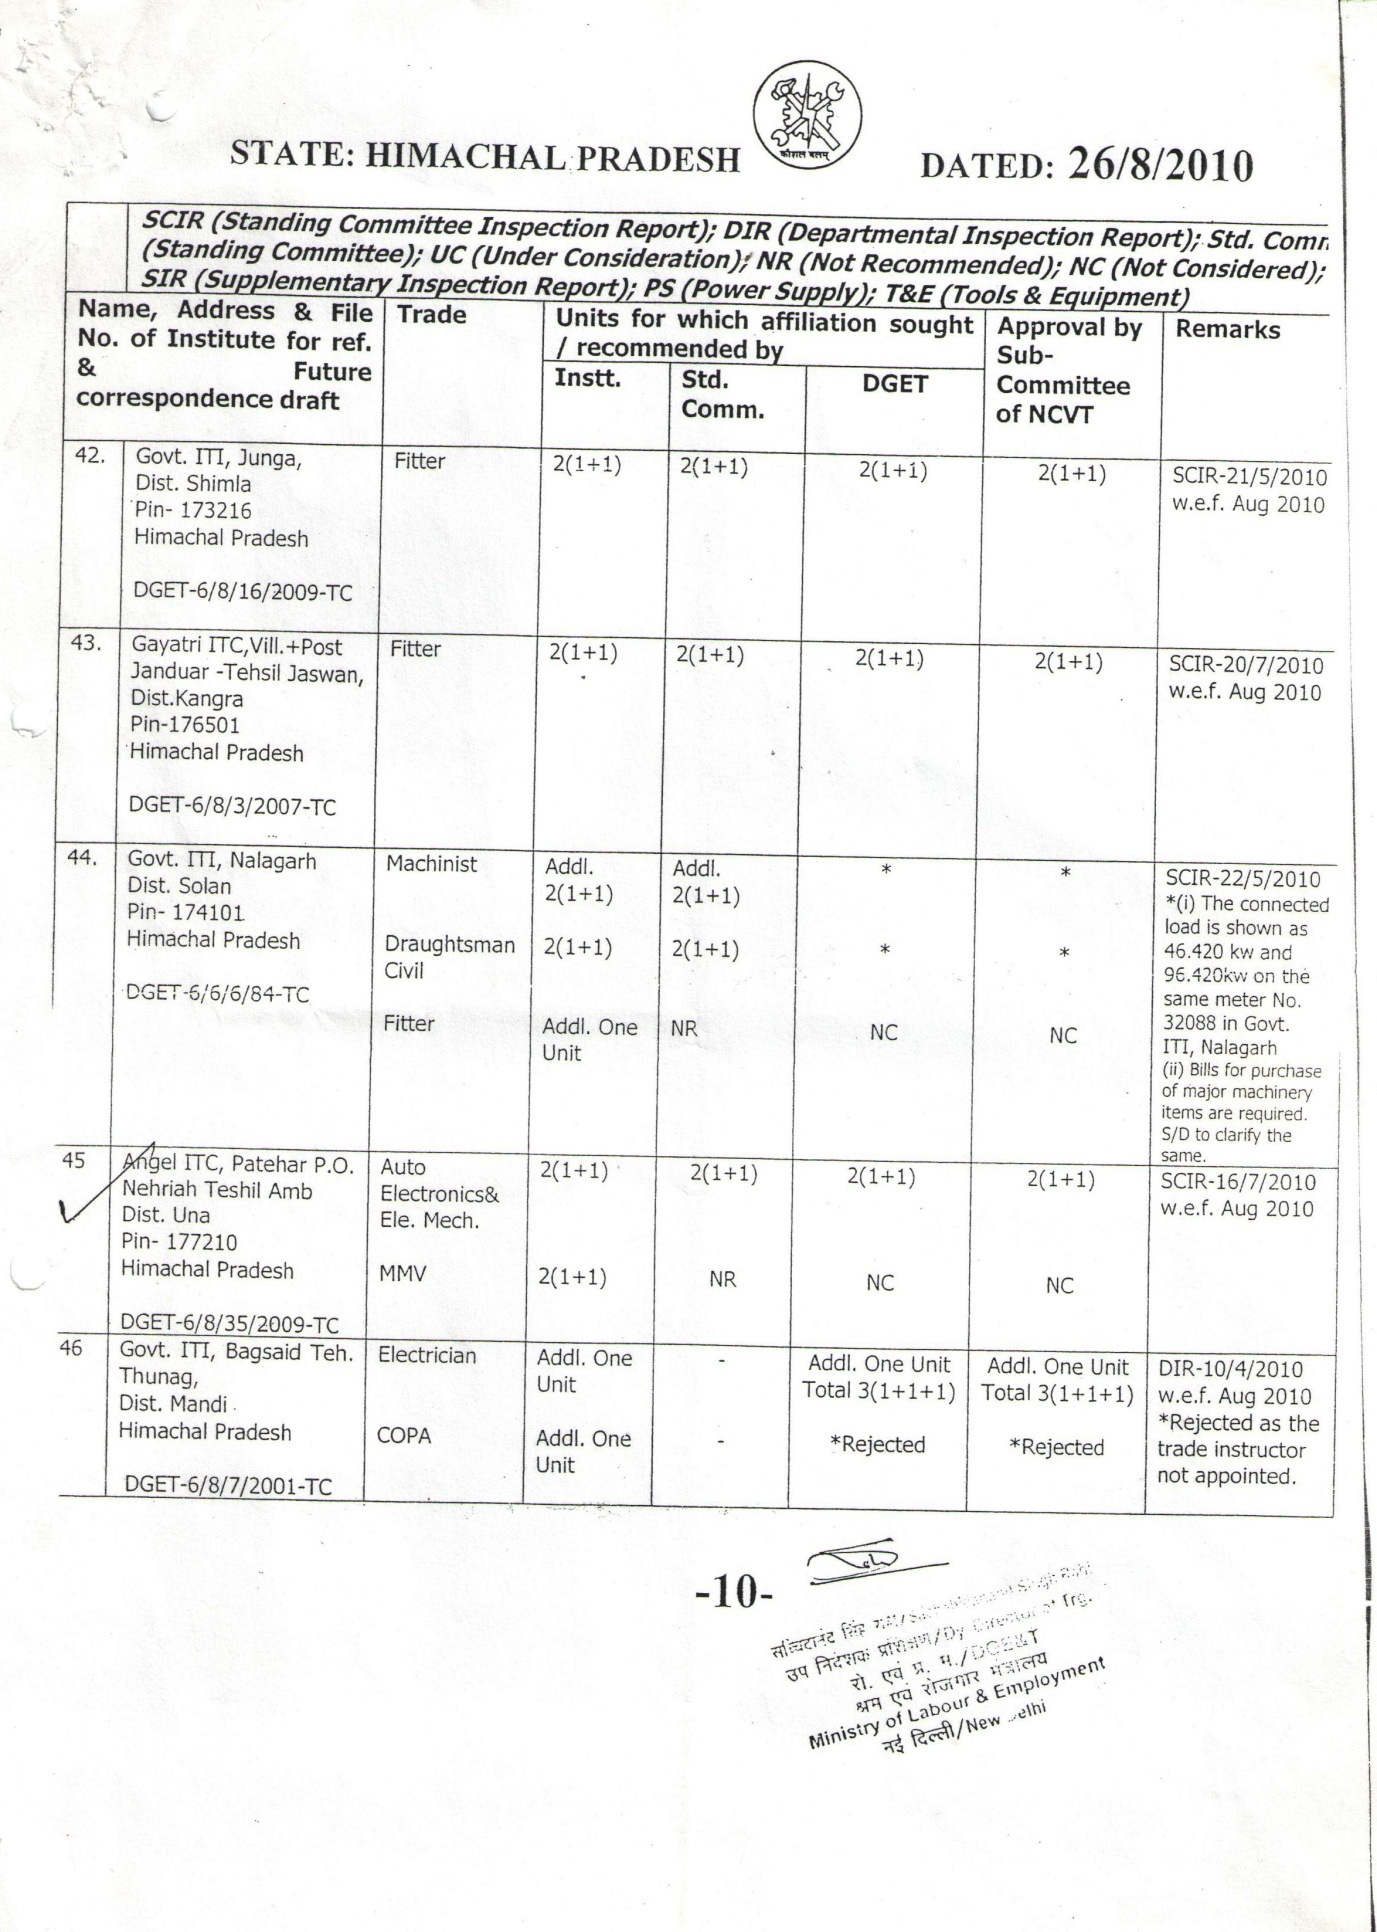 कौशल बलम्
STATE: HIMACHAL PRADESH
DATED: 26/8/2010
SCIR (Standing Committee Inspection Report); DIR (Departmental Inspection Report); Std. Comm
(Standing Committee); UC (Under Consideration); NR (Not Recommended); NC (Not Considered);
SIR (Supplementary Inspection Report); PS (Power Supply); T&E (Tools & Equipment)
Name, Address & File
No. of Institute for ref.
& Future
correspondence draft
Trade
Units for which affiliation sought
/ recommended by
Instt.
Std.
Comm.
DGET
Approval by
Sub-
Committee
of NCVT
Remarks
42.
Govt. ITI, Junga,
Dist. Shimla
Pin- 173216
Himachal Pradesh
DGET-6/8/16/2009-TC
Fitter
2(1+1)
2(1+1)
2(1+1)
2(1+1)
SCIR-21/5/2010
w.e.f. Aug 2010
43.
Gayatri ITC,Vill.+Post
Janduar -Tehsil Jaswan,
Dist.Kangra
Pin-176501
Himachal Pradesh
DGET-6/8/3/2007-TC
Fitter
2(1+1)
2(1+1)
2(1+1)
2(1+1)
SCIR-20/7/2010
w.e.f. Aug 2010
44.
Govt. ITI, Nalagarh
Dist. Solan
Pin- 174101
Himachal Pradesh
DGET-6/6/6/84-TC
Machinist
Addl.
2(1+1)
Addl.
2(1+1)
*
*
Draughtsman
Civil
2(1+1)
2(1+1)
*
*
Fitter
Addl. One
Unit
NR
NC
NC
SCIR-22/5/2010
*(i) The connected
load is shown as
46.420 kw and
96.420kw on the
same meter No.
32088 in Govt.
ITI, Nalagarh
(ii) Bills for purchase
of major machinery
items are required.
S/D to clarify the
same.
45
Angel ITC, Patehar P.O.
Nehriah Teshil Amb
Dist. Una
Pin- 177210
Himachal Pradesh
DGET-6/8/35/2009-TC
Auto
Electronics&
Ele. Mech.
2(1+1)
2(1+1)
2(1+1)
2(1+1)
MMV
2(1+1)
NR
NC
NC
SCIR-16/7/2010
w.e.f. Aug 2010
46
Govt. ITI, Bagsaid Teh.
Thunag,
Dist. Mandi
Himachal Pradesh
DGET-6/8/7/2001-TC
Electrician
Addl. One
Unit
-
Addl. One Unit
Total 3(1+1+1)
Addl. One Unit
Total 3(1+1+1)
COPA
Addl. One
Unit
-
*Rejected
*Rejected
DIR-10/4/2010
w.e.f. Aug 2010
*Rejected as the
trade instructor
not appointed.
-10-
सच्चिदानंद सिंह Singh
उप निदेशक प्रशिक्षण/Dy Director of Trg.
रो. एवं प्र. म./DGE&T
श्रम एवं रोजगार मंत्रालय
Ministry of Labour & Employment
नई दिल्ली/New